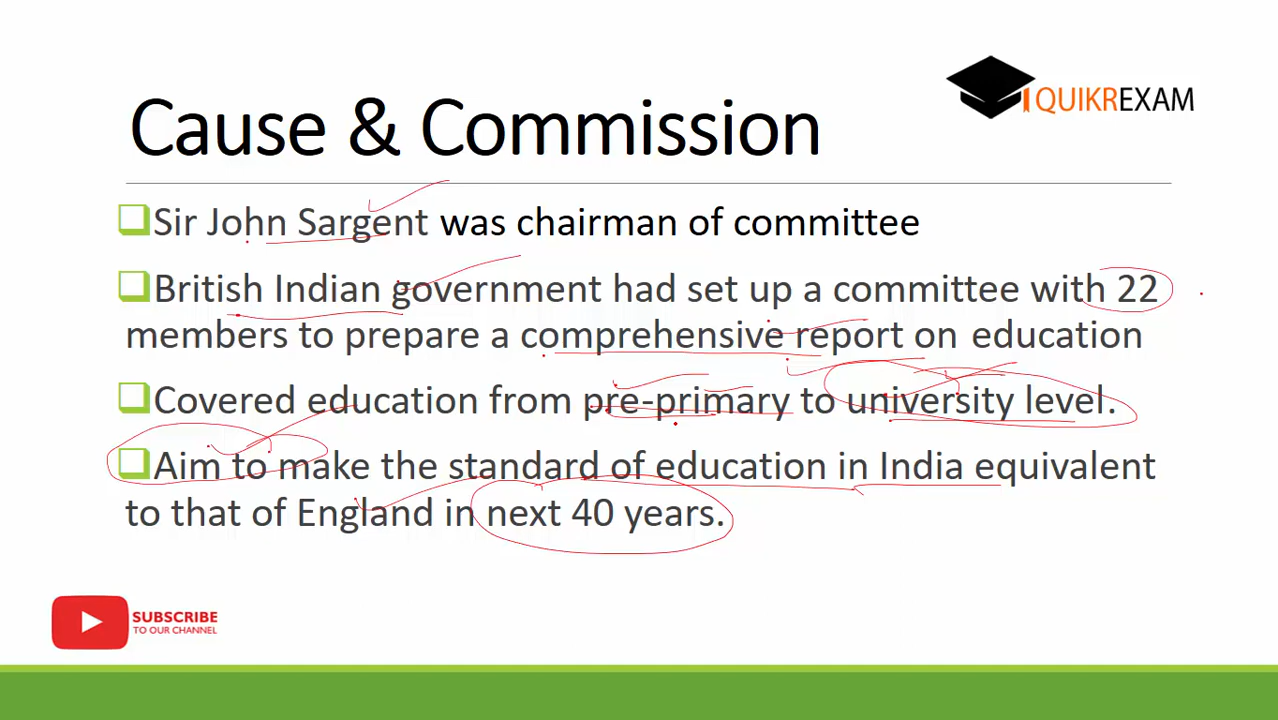 QUIKREXAM
Cause & Commission
Sir John Sargent was chairman of committee
British Indian government had set up a committee with 22
members to prepare a comprehensive report on education
Covered education from pre-primary to university level.
Aim to make the standard of education in India equivalent
to that of England in next 40 years.
SUBSCRIBE
TO OUR CHANNEL